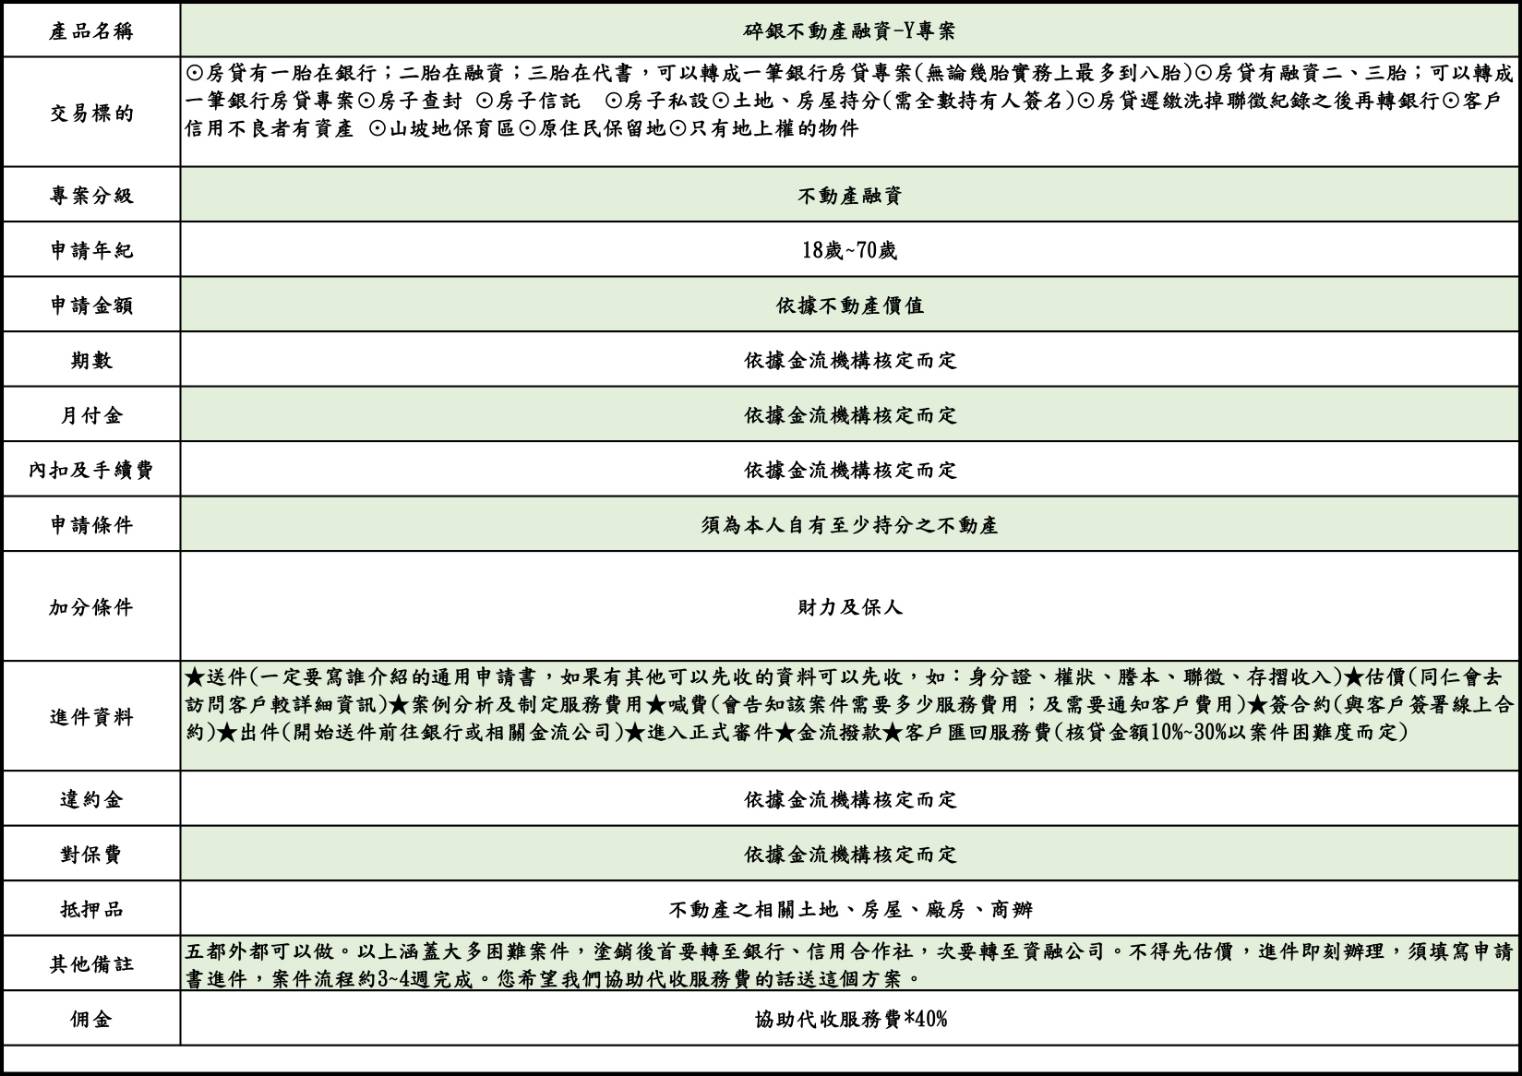 產品名稱
碎銀不動產融資-Y專案
交易標的
⊙房貸有一胎在銀行；二胎在融資；三胎在代書，可以轉成一筆銀行房貸專案(無論幾胎實務上最多到八胎)⊙房貸有融資二、三胎；可以轉成
一筆銀行房貸專案⊙房子查封 ⊙房子信託 ⊙房子私設⊙土地、房屋持分(需全數持有人簽名)⊙房貸遲繳洗掉聯徵紀錄之後再轉銀行⊙客戶
信用不良者有資產 ⊙山坡地保育區⊙原住民保留地⊙只有地上權的物件
專案分級
不動產融資
申請年紀
18歲~70歲
申請金額
依據不動產價值
期數
依據金流機構核定而定
月付金
依據金流機構核定而定
內扣及手續費
依據金流機構核定而定
申請條件
須為本人自有至少持分之不動產
加分條件
財力及保人
進件資料
★送件(一定要寫誰介紹的通用申請書，如果有其他可以先收的資料可以先收，如：身分證、權狀、謄本、聯徵、存摺收入)★估價(同仁會去
訪問客戶較詳細資訊)★案例分析及制定服務費用★喊費(會告知該案件需要多少服務費用；及需要通知客戶費用)★簽合約(與客戶簽署線上合
約)★出件(開始送件前往銀行或相關金流公司)★進入正式審件★金流撥款★客戶匯回服務費(核貸金額10%~30%以案件困難度而定)
違約金
依據金流機構核定而定
對保費
依據金流機構核定而定
抵押品
不動產之相關土地、房屋、廠房、商辦
其他備註
五都外都可以做。以上涵蓋大多困難案件，塗銷後首要轉至銀行、信用合作社，次要轉至資融公司。不得先估價，進件即刻辦理，須填寫申請
書進件，案件流程約3~4週完成。您希望我們協助代收服務費的話送這個方案。
佣金
協助代收服務費*40%